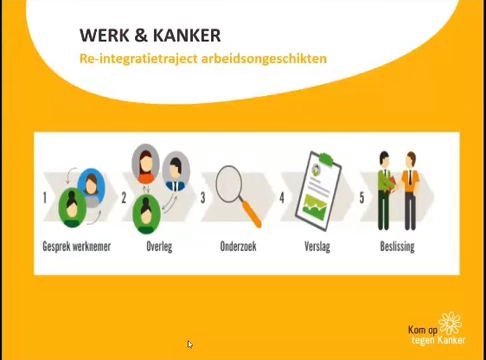 WERK & KANKER
Re-integratietraject arbeidsongeschikten
1 2 3 4 5
Gesprek werknemer Overleg Onderzoek Verslag Beslissing
Kom op
tegen Kanker